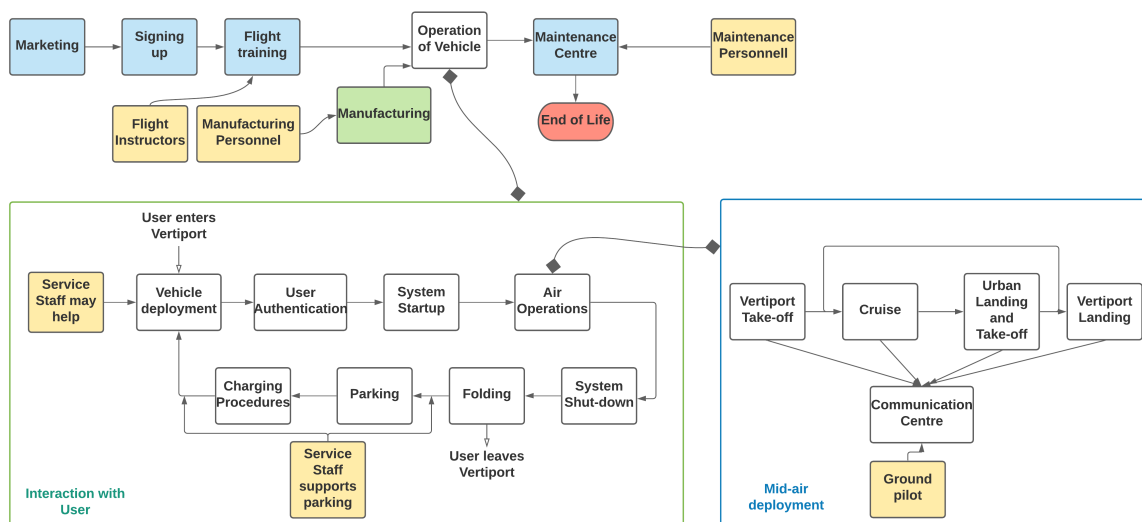 Marketing
Signing
up
Flight
training
Operation
of Vehicle
Maintenance
Centre
Maintenance
Personnell
Flight
Instructors
Manufacturing
Personnel
Manufacturing
End of Life
User enters
Vertiport
Service
Staff may
help
Vehicle
deployment
User
Authentication
System
Startup
Air
Operations
Charging
Procedures
Parking
Folding
System
Shut-down
Service
Staff
supports
parking
User leaves
Vertiport
Interaction with
User
Vertiport
Take-off
Cruise
Urban
Landing
and
Take-off
Vertiport
Landing
Communication
Centre
Ground
pilot
Mid-air
deployment